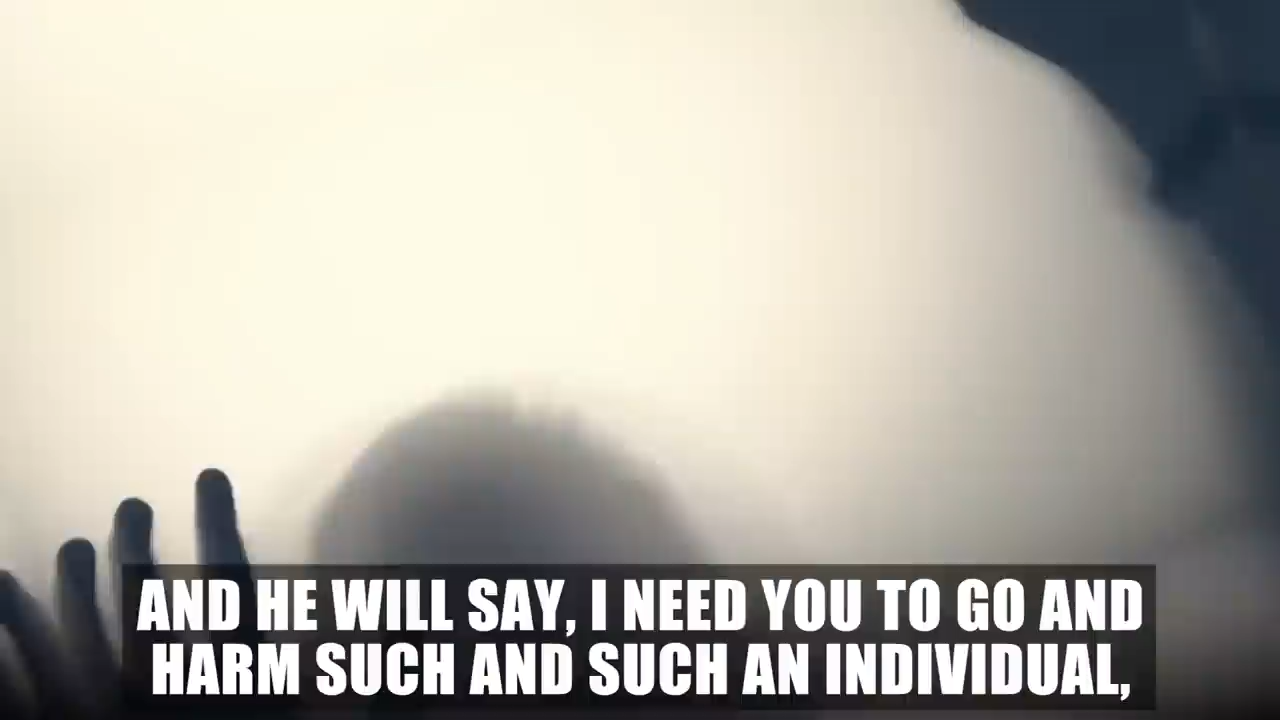 AND HE WILL SAY, I NEED YOU TO GO AND
HARM SUCH AND SUCH AN INDIVIDUAL,